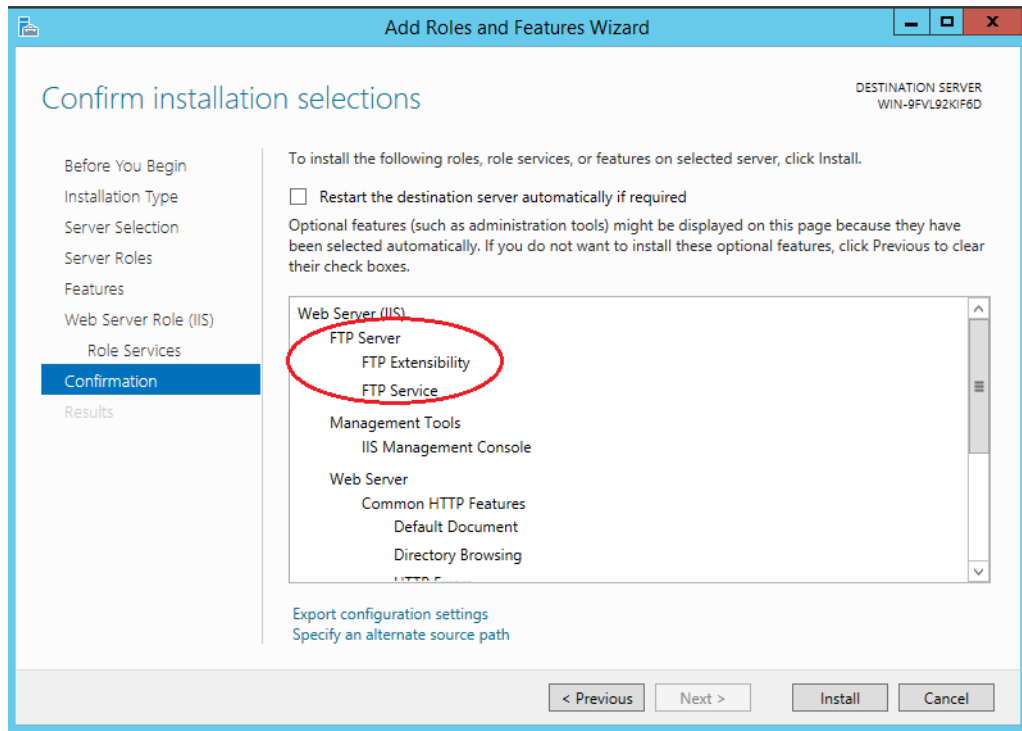 Add Roles and Features Wizard
Confirm installation selections
DESTINATION SERVER
WIN-9FVL92KIF6D
Before You Begin
Installation Type
Server Selection
Server Roles
Features
Web Server Role (IIS)
Role Services
Confirmation
Results
To install the following roles, role services, or features on selected server, click Install.
Restart the destination server automatically if required
Optional features (such as administration tools) might be displayed on this page because they have
been selected automatically. If you do not want to install these optional features, click Previous to clear
their check boxes.
Web Server (IIS)
FTP Server
FTP Extensibility
FTP Service
Management Tools
IIS Management Console
Web Server
Common HTTP Features
Default Document
Directory Browsing
Export configuration settings
Specify an alternate source path
< Previous
Next >
Install
Cancel